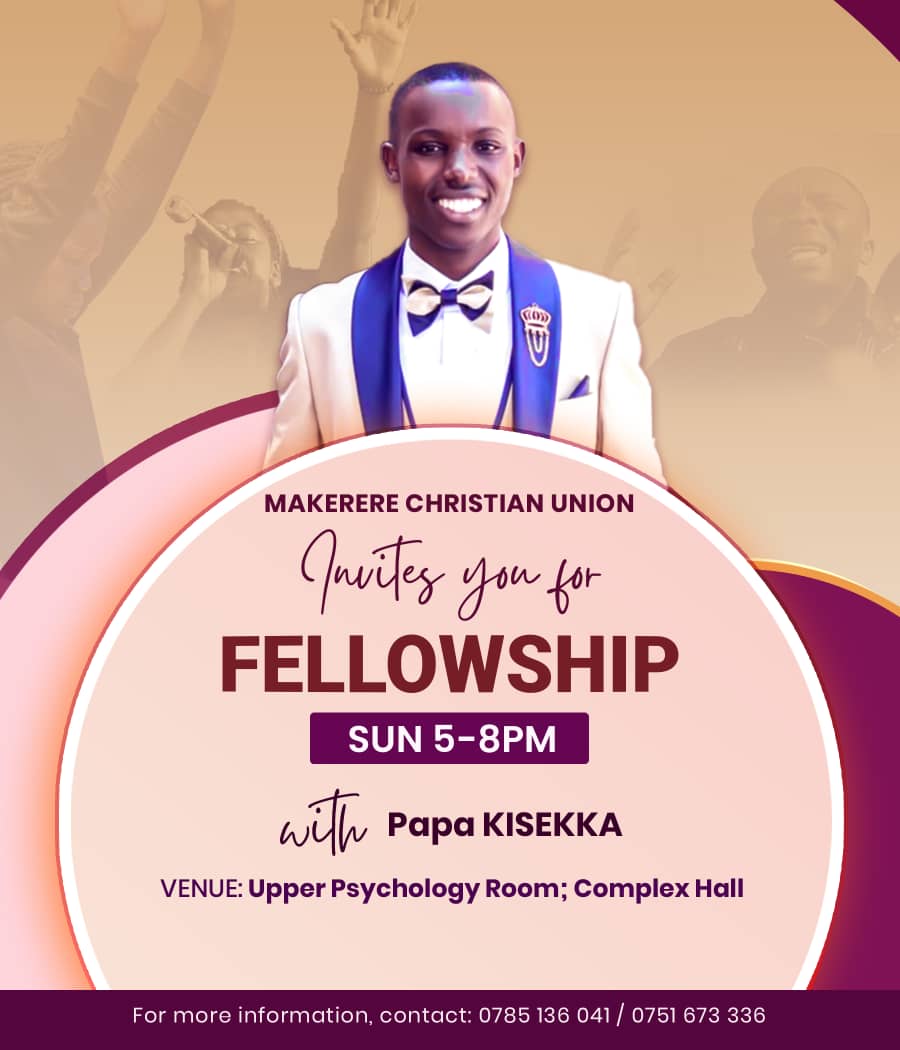 MAKERERE CHRISTIAN UNION
Invites you for
FELLOWSHIP
SUN 5-8PM
with Papa KISEKKA
VENUE: Upper Psychology Room; Complex Hall
For more information, contact: 0785 136 041 / 0751 673 336